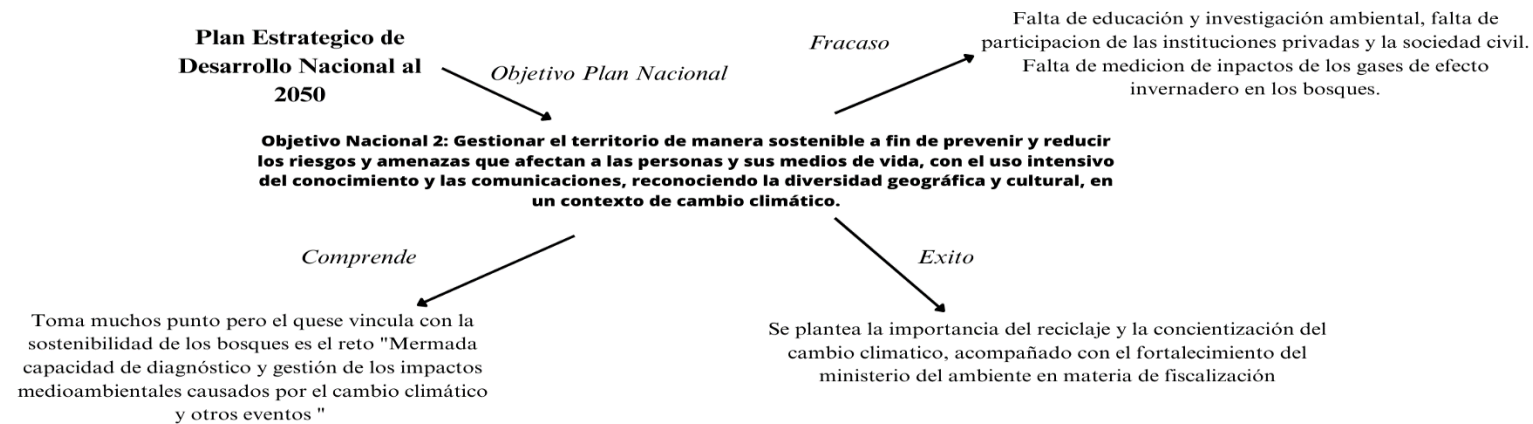 Plan Estrategico de
Desarrollo Nacional al
2050
Objetivo Plan Nacional
Fracaso
Falta de educación y investigación ambiental, falta de
participacion de las instituciones privadas y la sociedad civil.
Falta de medicion de inpactos de los gases de efecto
invernadero en los bosques.
Objetivo Nacional 2: Gestionar el territorio de manera sostenible a fin de prevenir y reducir
los riesgos y amenazas que afectan a las personas y sus medios de vida, con el uso intensivo
del conocimiento y las comunicaciones, reconociendo la diversidad geográfica y cultural, en
un contexto de cambio climático.
Comprende
Toma muchos punto pero el quese vincula con la
sostenibilidad de los bosques es el reto "Mermada
capacidad de diagnóstico y gestión de los impactos
medioambientales causados por el cambio climático
y otros eventos "
Exito
Se plantea la importancia del reciclaje y la concientización del
cambio climatico, acompañado con el fortalecimiento del
ministerio del ambiente en materia de fiscalización